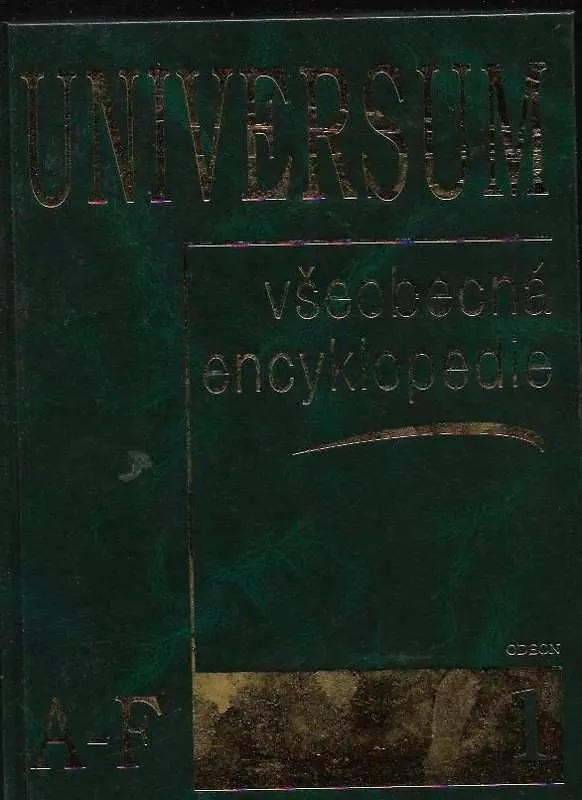 UNIVERSUM
všeobecná
encyklopedie
ODEON
A-F
1